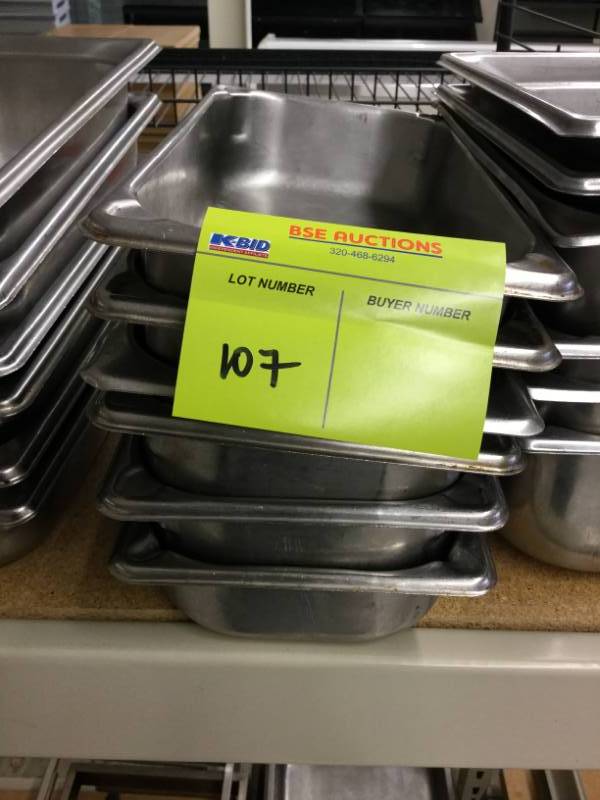 K-BID
BSE AUCTIONS
320-468-6294
LOT NUMBER
BUYER NUMBER
107